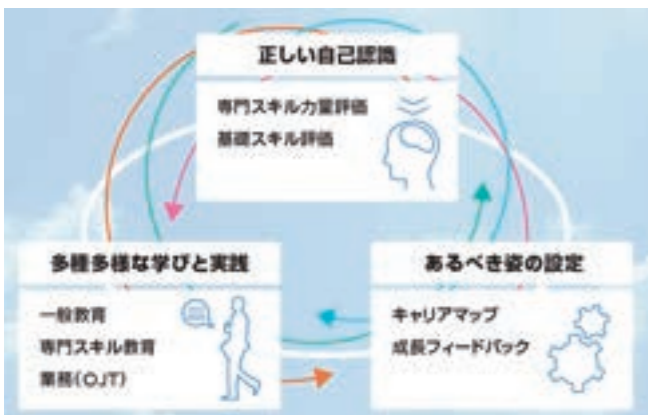 正しい自己認識
専門スキル力量評価
基礎スキル評価
多種多様な学びと実践
一般教育
専門スキル教育
業務(OJT)
あるべき姿の設定
キャリアマップ
成長フィードバック